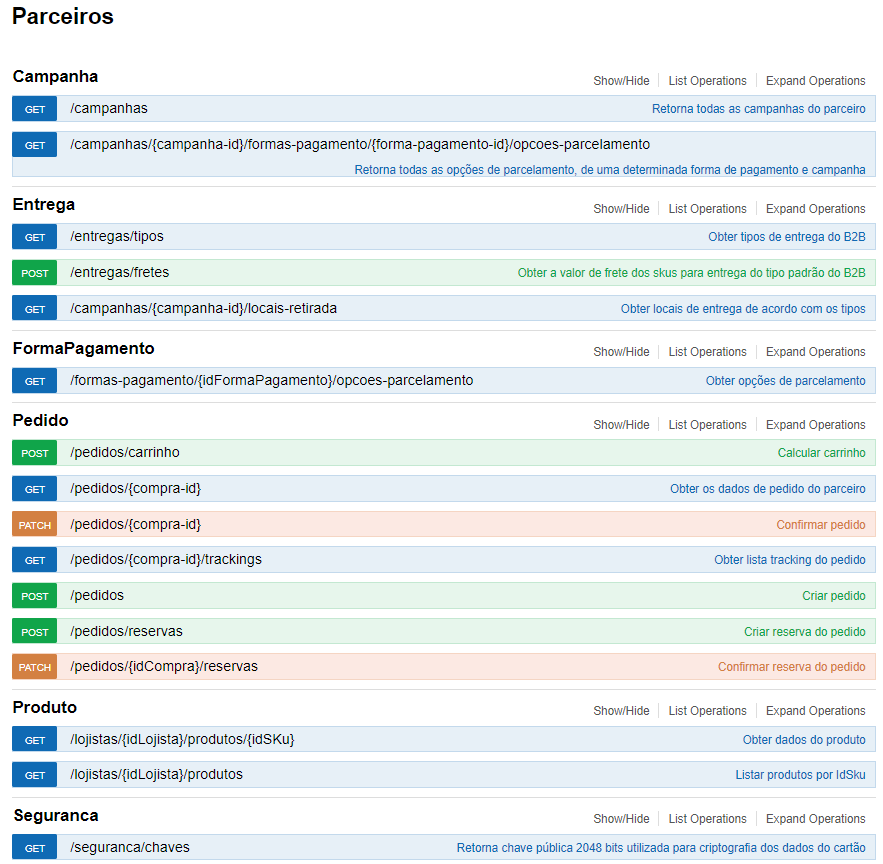 Parceiros
Campanha Show/Hide List Operations Expand Operations
GET /campanhas Retorna todas as campanhas do parceiro
GET /campanhas/{campanha-id}/formas-pagamento/{forma-pagamento-id}/opcoes-parcelamento
Retorna todas as opções de parcelamento, de uma determinada forma de pagamento e campanha
Entrega Show/Hide List Operations Expand Operations
GET /entregas/tipos Obter tipos de entrega do B2B
POST /entregas/fretes Obter a valor de frete dos skus para entrega do tipo padrão do B2B
GET /campanhas/{campanha-id}/locais-retirada Obter locais de entrega de acordo com os tipos
FormaPagamento Show/Hide List Operations Expand Operations
GET /formas-pagamento/{idFormaPagamento}/opcoes-parcelamento Obter opções de parcelamento
Pedido Show/Hide List Operations Expand Operations
POST /pedidos/carrinho Calcular carrinho
GET /pedidos/{compra-id} Obter os dados de pedido do parceiro
PATCH /pedidos/{compra-id} Confirmar pedido
GET /pedidos/{compra-id}/trackings Obter lista tracking do pedido
POST /pedidos Criar pedido
POST /pedidos/reservas Criar reserva do pedido
PATCH /pedidos/{idCompra}/reservas Confirmar reserva do pedido
Produto Show/Hide List Operations Expand Operations
GET /lojistas/{idLojista}/produtos/{idSKu} Obter dados do produto
GET /lojistas/{idLojista}/produtos Listar produtos por IdSku
Seguranca Show/Hide List Operations Expand Operations
GET /seguranca/chaves Retorna chave pública 2048 bits utilizada para criptografia dos dados do cartão